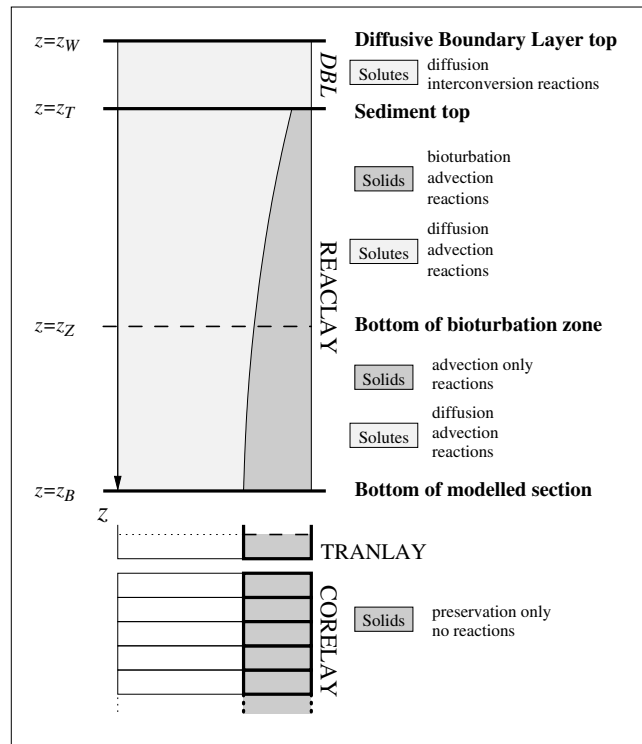 z=z_W
Diffusive Boundary Layer top
DBL
Solutes
diffusion
interconversion reactions
z=z_T
Sediment top
REACLAY
Solids
bioturbation
advection
reactions
Solutes
diffusion
advection
reactions
z=z_Z
Bottom of bioturbation zone
Solids
advection only
reactions
Solutes
diffusion
advection
reactions
z=z_B
Bottom of modelled section
z
TRANLAY
CORELAY
Solids
preservation only
no reactions